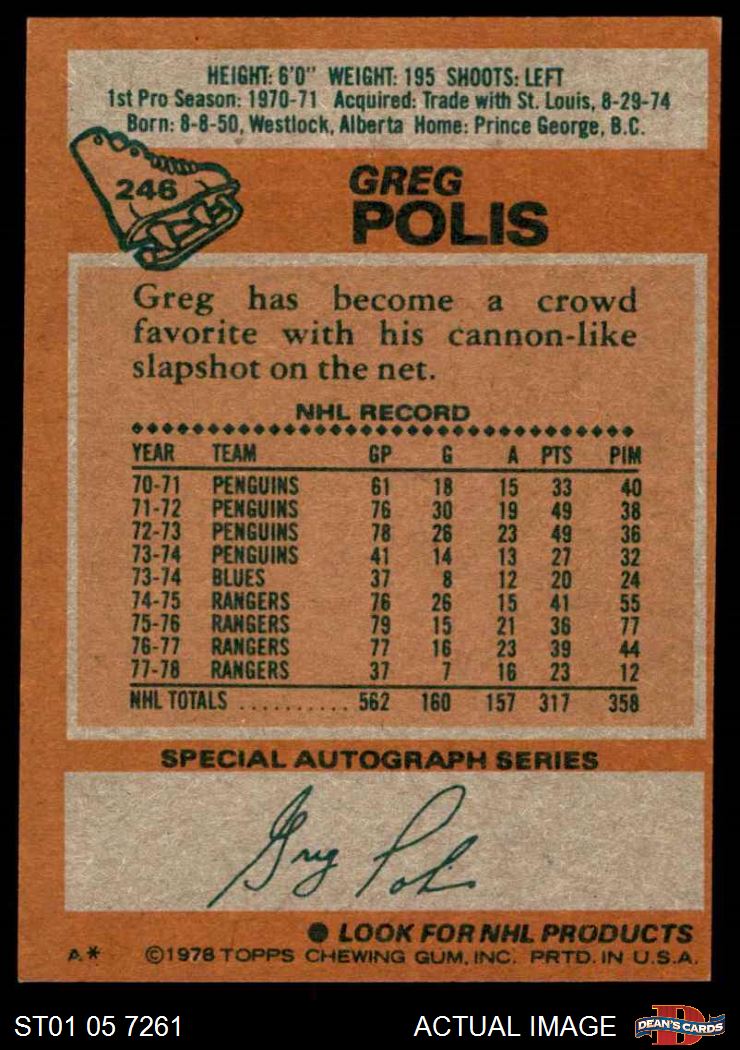 HEIGHT: 6'0" WEIGHT: 195 SHOOTS: LEFT
1st Pro Season: 1970-71 Acquired: Trade with St. Louis, 8-29-74
Born: 8-8-50, Westlock, Alberta Home: Prince George, B.C.
246
GREG
POLIS
Greg has become a crowd
favorite with his cannon-like
slapshot on the net.
NHL RECORD
YEAR TEAM GP G A PTS PIM
70-71 PENGUINS 61 18 15 33 40
71-72 PENGUINS 76 30 19 49 38
72-73 PENGUINS 78 26 23 49 36
73-74 PENGUINS 41 14 13 27 32
73-74 BLUES 37 8 12 20 24
74-75 RANGERS 76 26 15 41 55
75-76 RANGERS 79 15 21 36 77
76-77 RANGERS 77 16 23 39 44
77-78 RANGERS 37 7 16 23 12
NHL TOTALS .......... 562 160 157 317 358
SPECIAL AUTOGRAPH SERIES
Greg Polis
● LOOK FOR NHL PRODUCTS
A* ©1978 TOPPS CHEWING GUM, INC. PRTD. IN U.S.A.
ST01 05 7261 ACTUAL IMAGE D DEAN'S CARDS